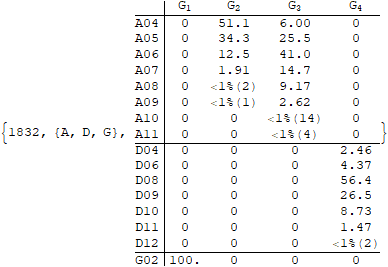 G₁ G₂ G₃ G₄
A04 0 51.1 6.00 0
A05 0 34.3 25.5 0
A06 0 12.5 41.0 0
A07 0 1.91 14.7 0
A08 0 <1%(2) 9.17 0
A09 0 <1%(1) 2.62 0
A10 0 0 <1%(14) 0
{1832, {A, D, G}, A11 0 0 <1%(4) 0 }
D04 0 0 0 2.46
D06 0 0 0 4.37
D08 0 0 0 56.4
D09 0 0 0 26.5
D10 0 0 0 8.73
D11 0 0 0 1.47
D12 0 0 0 <1%(2)
G02 100. 0 0 0